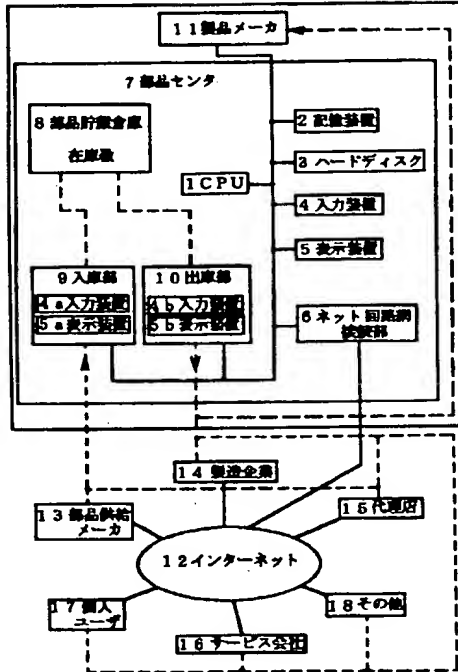 11製品メーカ
7部品センタ
8部品貯蔵倉庫
在庫数
2記憶装置
3ハードディスク
1CPU
4入力装置
5表示装置
9入庫部
4a入力装置
5a表示装置
10出庫部
4b入力装置
5b表示装置
6ネット回路網
接続部
14製造企業
13部品供給
メーカ
15代理店
12インターネット
17個人
ユーザ
18その他
16サービス会社